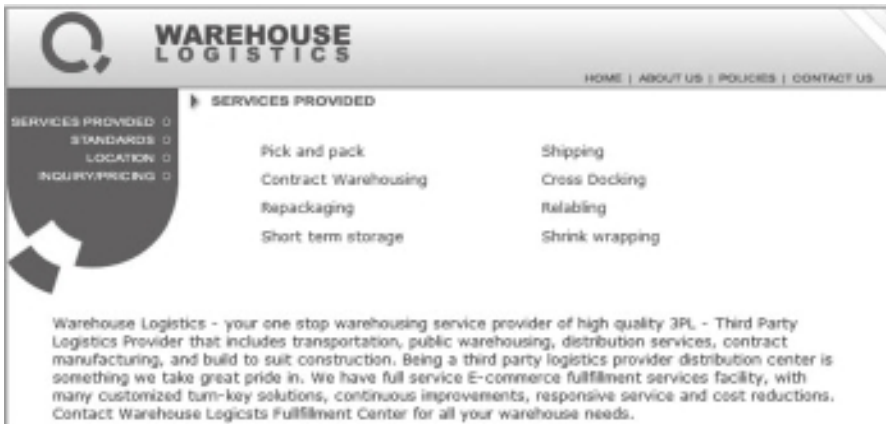 WAREHOUSE
LOGISTICS
HOME | ABOUT US | POLICIES | CONTACT US
SERVICES PROVIDED
STANDARDS
LOCATION
INQUIRY/PRICING
SERVICES PROVIDED
Pick and pack Shipping
Contract Warehousing Cross Docking
Repackaging Relabling
Short term storage Shrink wrapping
Warehouse Logistics - your one stop warehousing service provider of high quality 3PL - Third Party
Logistics Provider that includes transportation, public warehousing, distribution services, contract
manufacturing, and build to suit construction. Being a third party logistics provider distribution center is
something we take great pride in. We have full service E-commerce fullfillment services facility, with
many customized turn-key solutions, continuous improvements, responsive service and cost reductions.
Contact Warehouse Logicsts Fullfillment Center for all your warehouse needs.